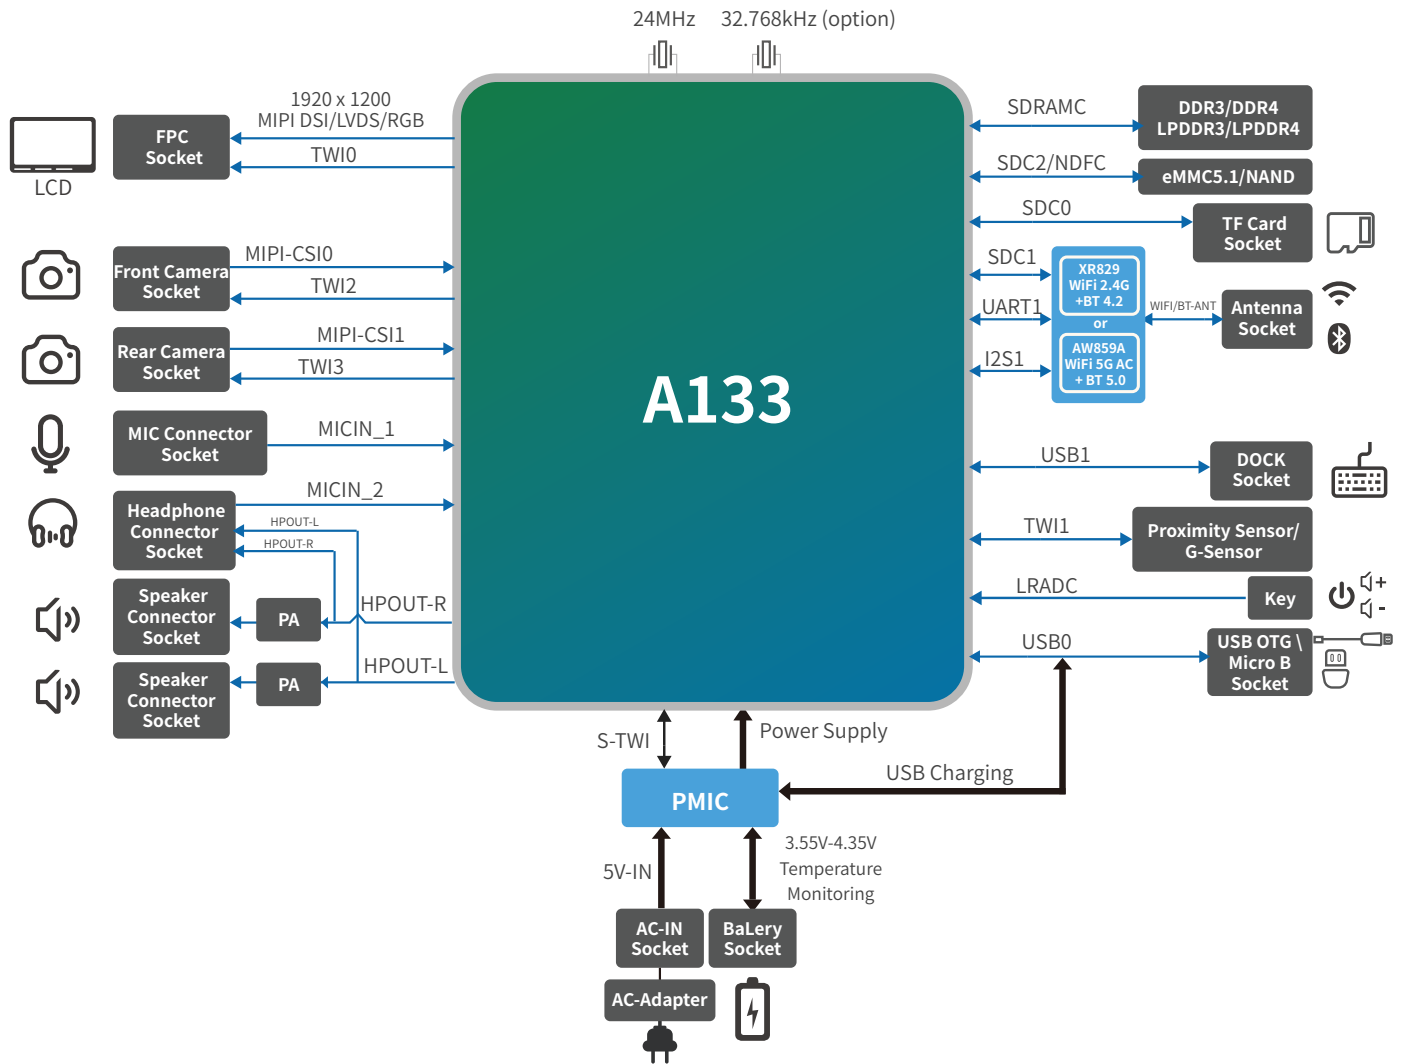 24MHz
32.768kHz (option)
1920 x 1200
MIPI DSI/LVDS/RGB
FPC
Socket
TWI0
LCD
MIPI-CSI0
Front Camera
Socket
TWI2
MIPI-CSI1
Rear Camera
Socket
TWI3
MIC Connector
Socket
MICIN_1
MICIN_2
Headphone
Connector
Socket
HPOUT-L
HPOUT-R
Speaker
Connector
Socket
PA
HPOUT-R
Speaker
Connector
Socket
PA
HPOUT-L
A133
SDRAMC
DDR3/DDR4
LPDDR3/LPDDR4
SDC2/NDFC
eMMC5.1/NAND
SDC0
TF Card
Socket
SDC1
UART1
I2S1
XR829
WiFi 2.4G
+BT 4.2
or
AW859A
WiFi 5G AC
+ BT 5.0
WIFI/BT-ANT
Antenna
Socket
USB1
DOCK
Socket
TWI1
Proximity Sensor/
G-Sensor
LRADC
Key
+
-
USB0
USB OTG \
Micro B
Socket
S-TWI
Power Supply
USB Charging
PMIC
5V-IN
3.55V-4.35V
Temperature
Monitoring
AC-IN
Socket
BaLery
Socket
AC-Adapter